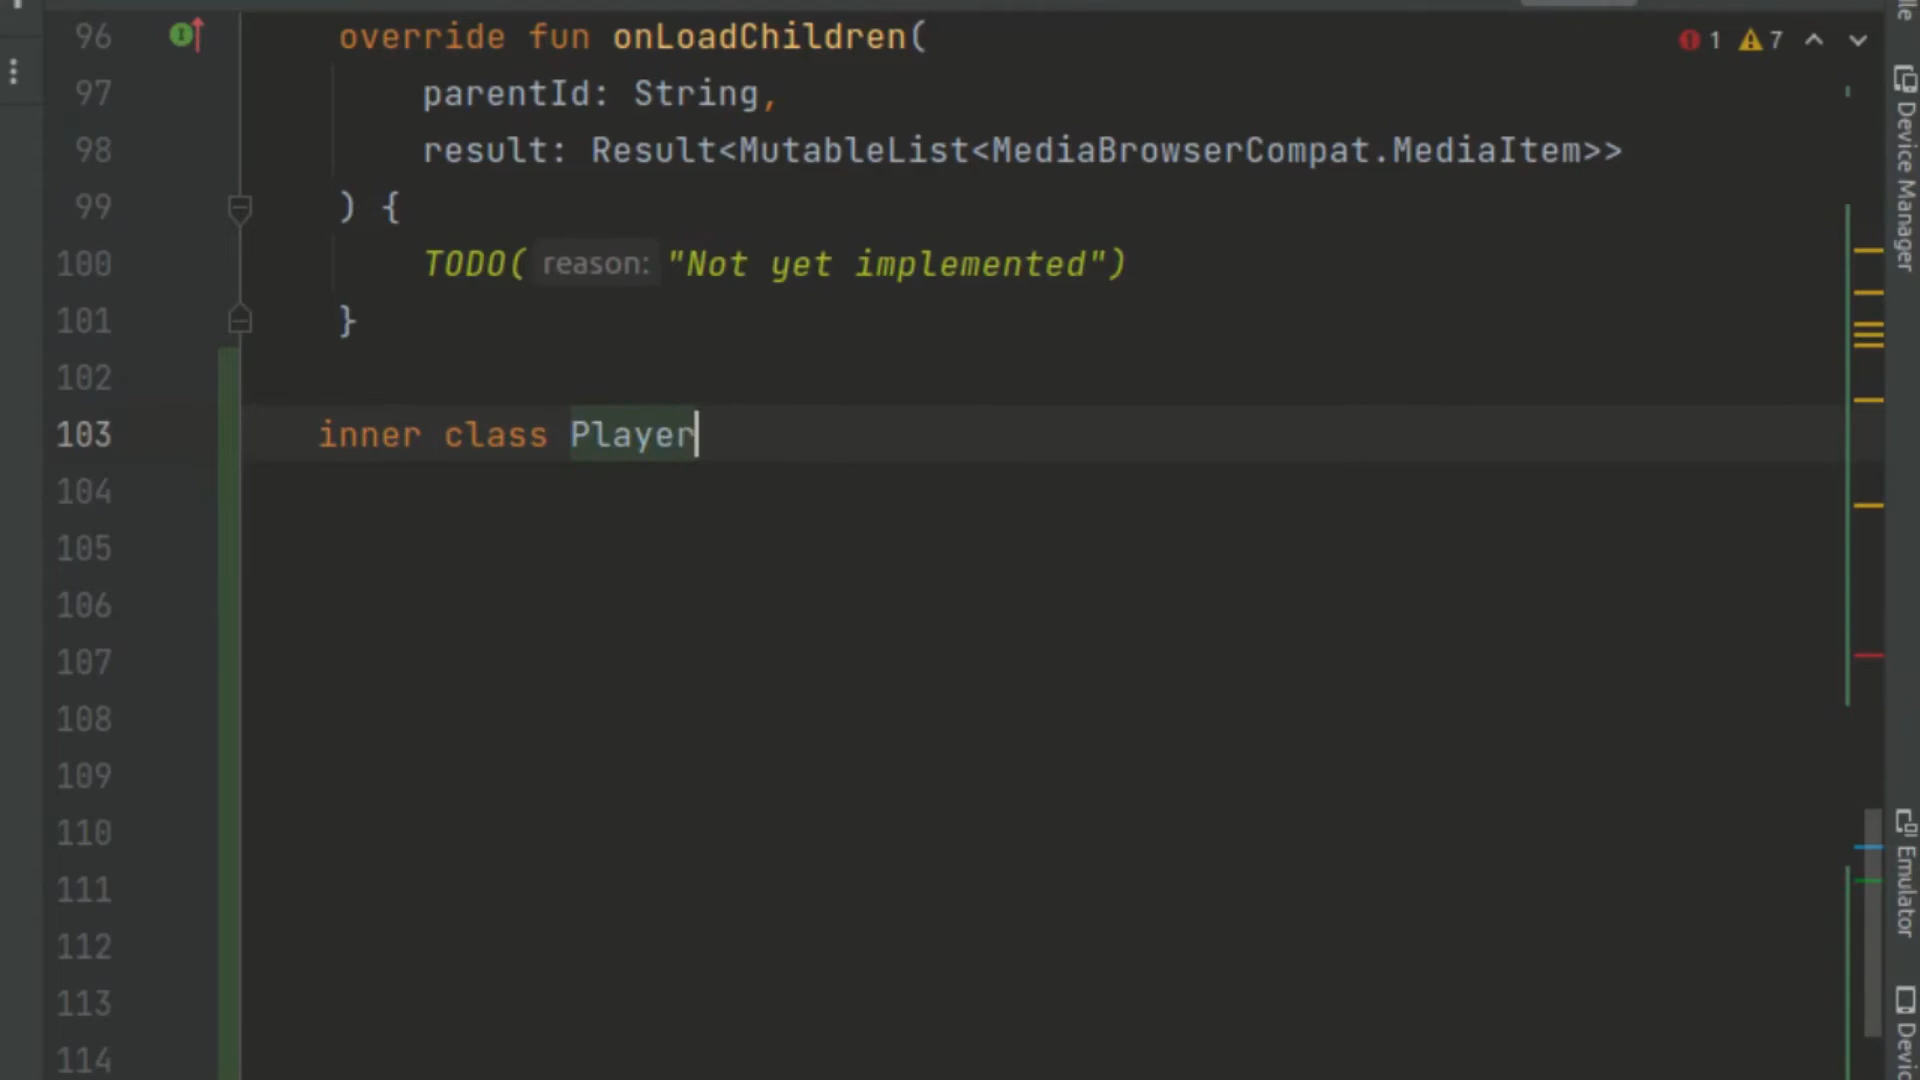 96 override fun onLoadChildren(
1 7
97 parentId: String,
98 result: Result<MutableList<MediaBrowserCompat.MediaItem>>
99 ) {
100 TODO( reason: "Not yet implemented")
101 }
102
103 inner class Player
104
105
106
107
108
109
110
111
112
113
114
Device Manager
Emulator